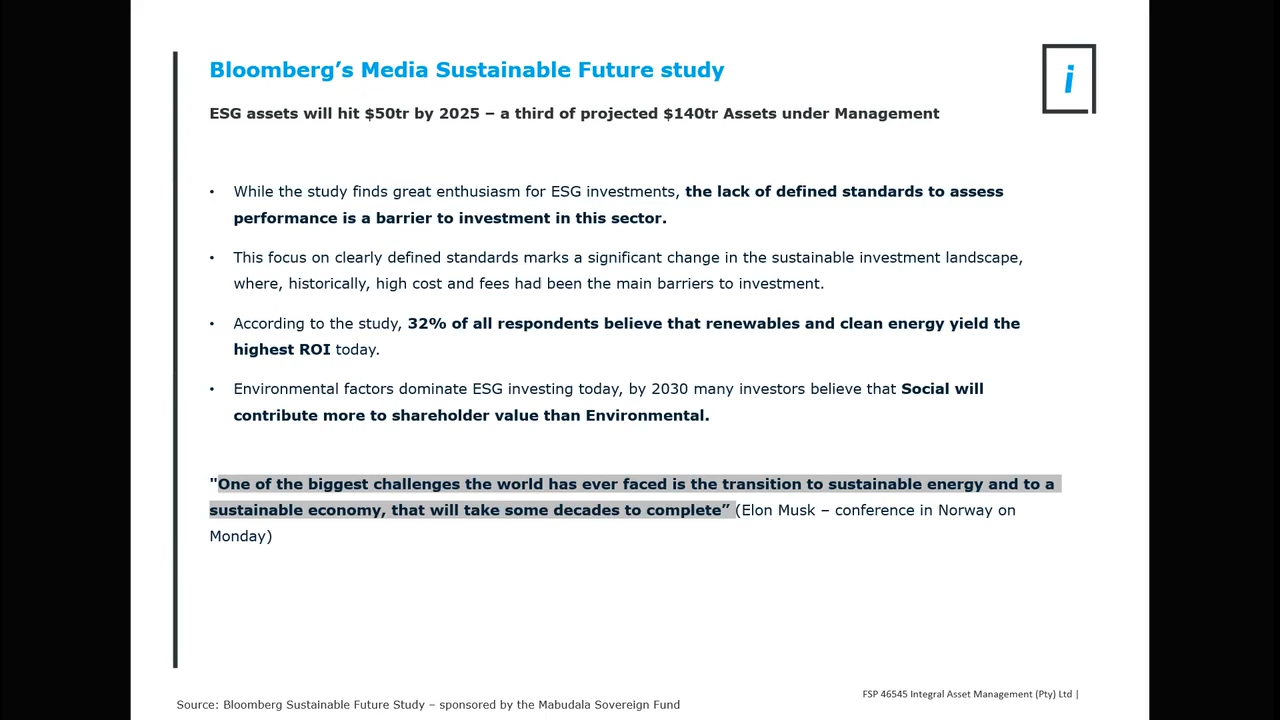 Bloomberg’s Media Sustainable Future study
i
ESG assets will hit $50tr by 2025 – a third of projected $140tr Assets under Management
• While the study finds great enthusiasm for ESG investments, the lack of defined standards to assess
performance is a barrier to investment in this sector.
• This focus on clearly defined standards marks a significant change in the sustainable investment landscape,
where, historically, high cost and fees had been the main barriers to investment.
• According to the study, 32% of all respondents believe that renewables and clean energy yield the
highest ROI today.
• Environmental factors dominate ESG investing today, by 2030 many investors believe that Social will
contribute more to shareholder value than Environmental.
"One of the biggest challenges the world has ever faced is the transition to sustainable energy and to a
sustainable economy, that will take some decades to complete” (Elon Musk – conference in Norway on
Monday)
FSP 46545 Integral Asset Management (Pty) Ltd |
Source: Bloomberg Sustainable Future Study – sponsored by the Mabudala Sovereign Fund